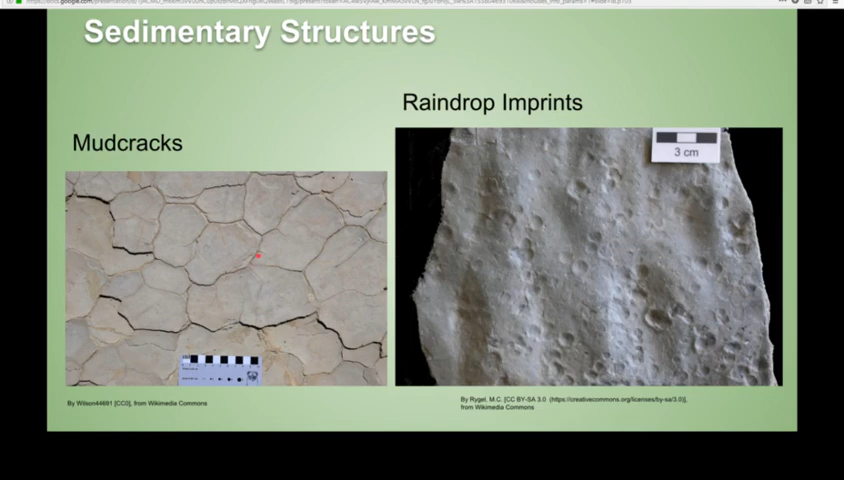 Sedimentary Structures
Raindrop Imprints
Mudcracks
3 cm
By Wilson44691 [CC0], from Wikimedia Commons
By Rygel, M.C. [CC BY-SA 3.0 (https://creativecommons.org/licenses/by-sa/3.0)],
from Wikimedia Commons